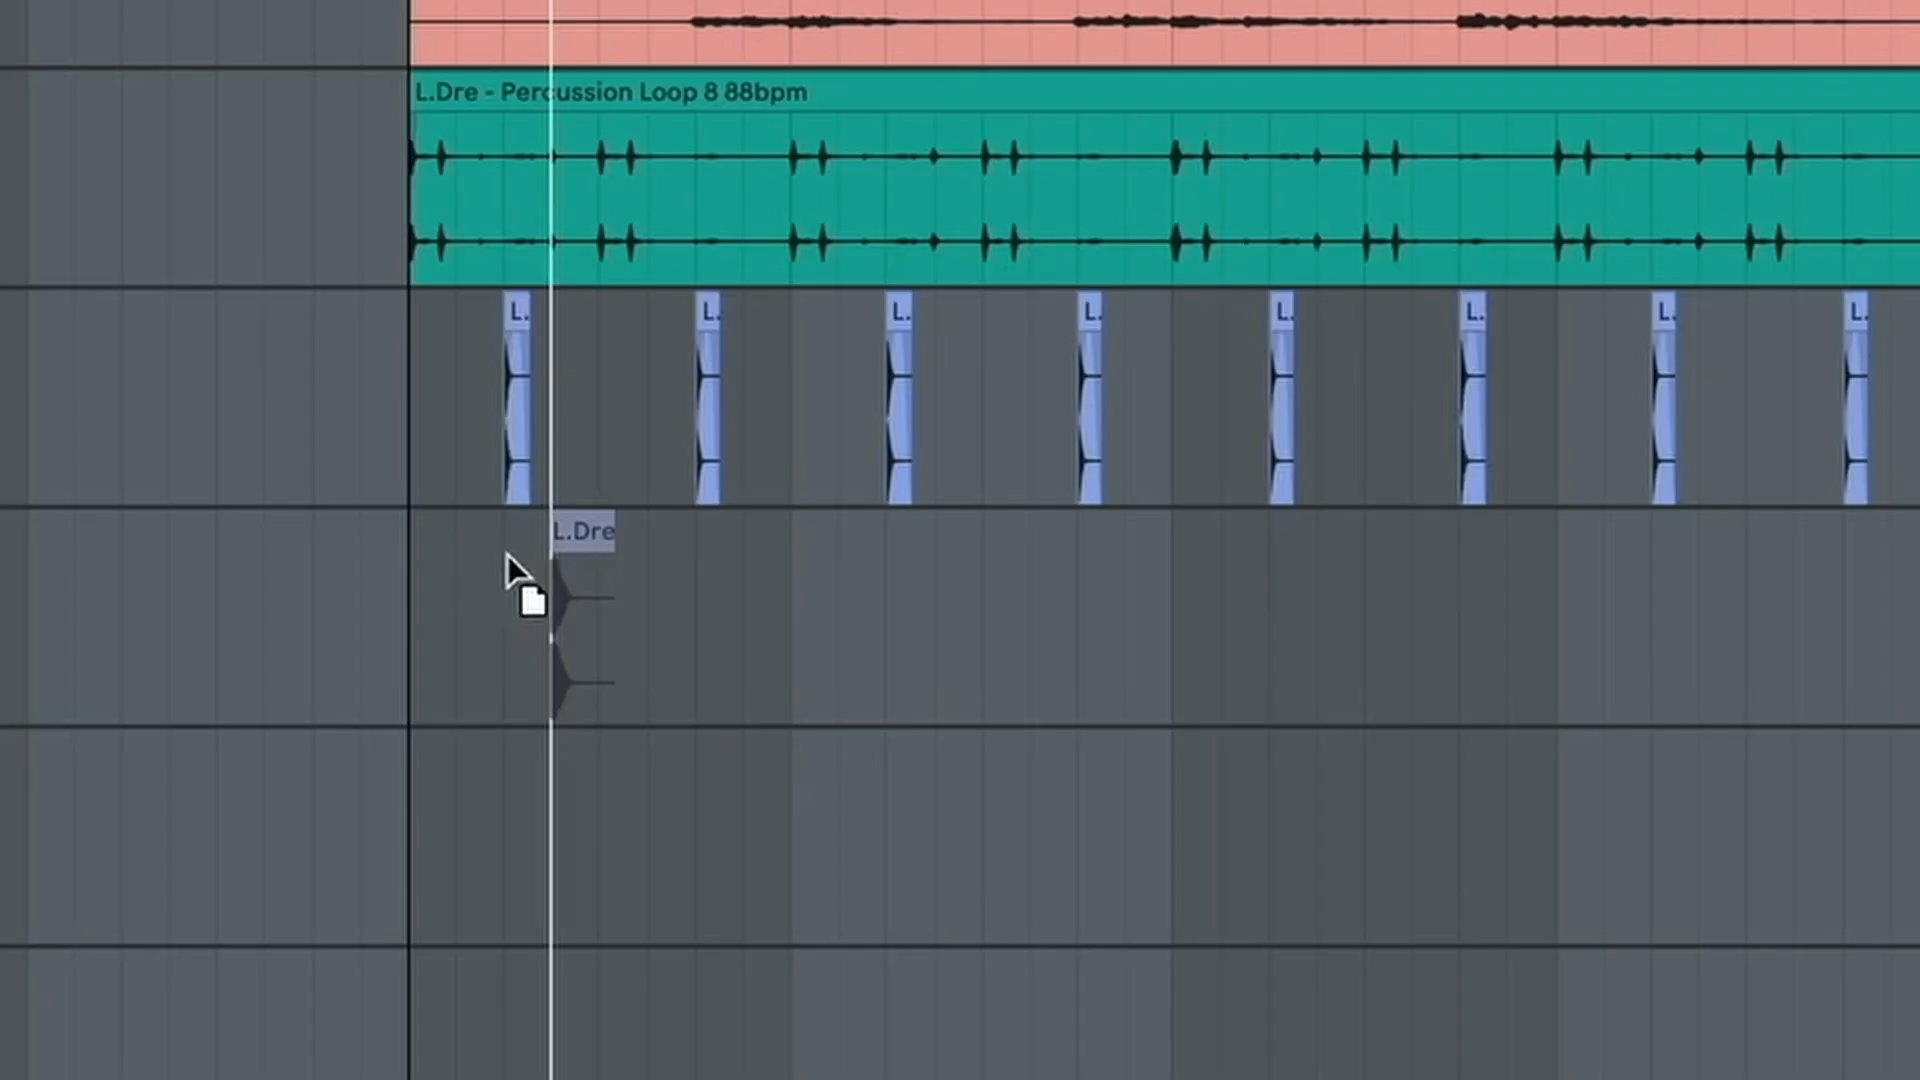 L.Dre - Percussion Loop 8 88bpm
L. L. L. L. L. L. L. L.
L.Dre